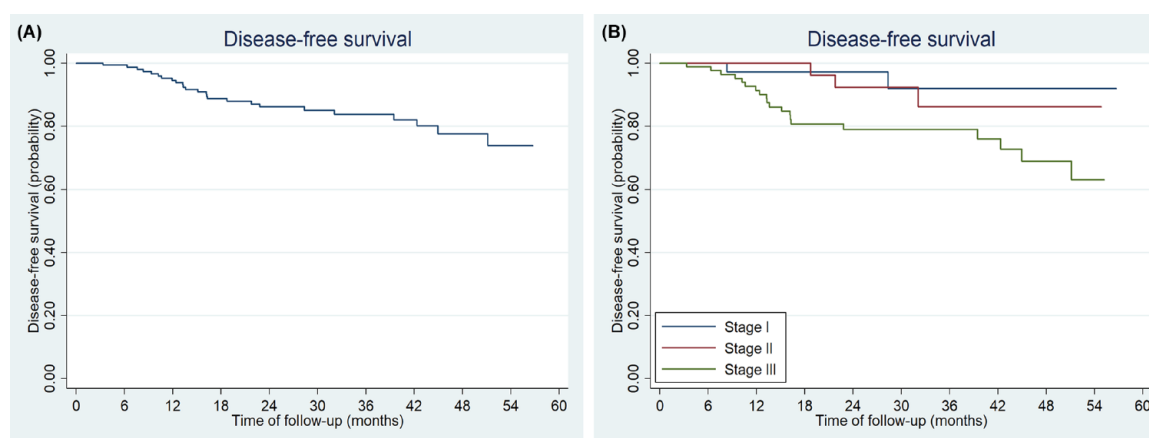 (A)
Disease-free survival
Disease-free survival (probability)
1.00
0.80
0.60
0.40
0.20
0.00
0 6 12 18 24 30 36 42 48 54 60
Time of follow-up (months)
(B)
Disease-free survival
Disease-free survival (probability)
1.00
0.80
0.60
0.40
0.20
0.00
Stage I
Stage II
Stage III
0 6 12 18 24 30 36 42 48 54 60
Time of follow-up (months)